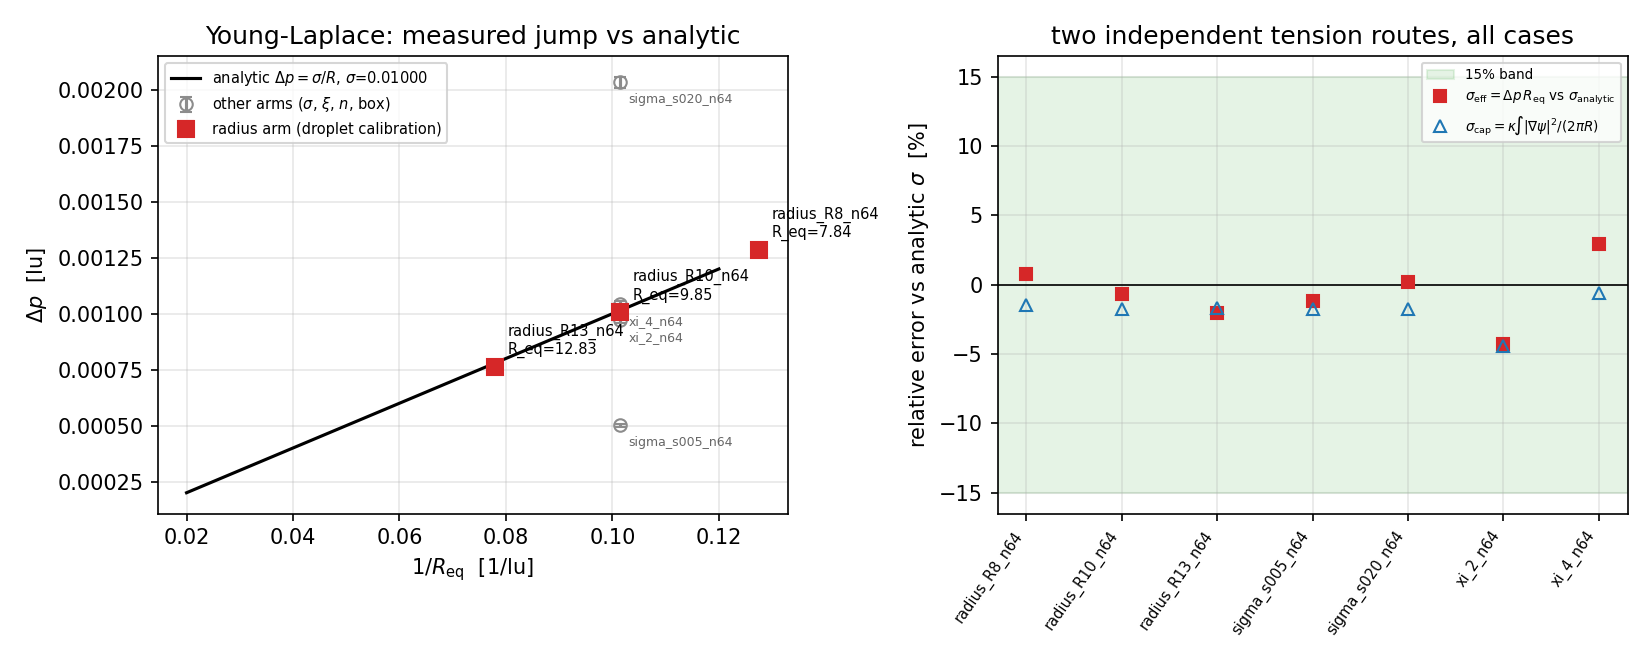 Young-Laplace: measured jump vs analytic
analytic Δp = σ/R, σ=0.01000
other arms (σ, ξ, n, box)
radius arm (droplet calibration)
sigma_s020_n64
radius_R8_n64
R_eq=7.84
radius_R10_n64
R_eq=9.85
xi_4_n64
xi_2_n64
radius_R13_n64
R_eq=12.83
sigma_s005_n64
0.00200
0.00175
0.00150
0.00125
0.00100
0.00075
0.00050
0.00025
Δp [lu]
0.02 0.04 0.06 0.08 0.10 0.12
1/R_eq [1/lu]
two independent tension routes, all cases
15% band
σ_eff = Δp R_eq vs σ_analytic
σ_cap = κ∫|∇ψ|²/(2πR)
15
10
5
0
−5
−10
−15
relative error vs analytic σ [%]
radius_R8_n64
radius_R10_n64
radius_R13_n64
sigma_s005_n64
sigma_s020_n64
xi_2_n64
xi_4_n64